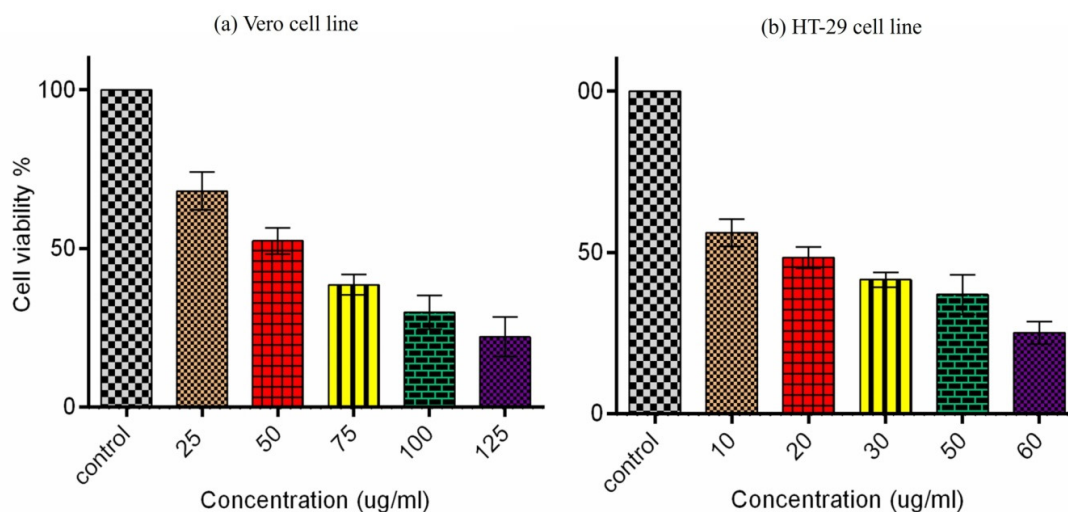 (a) Vero cell line
Cell viability %
100
50
0
control
25
50
75
100
125
Concentration (ug/ml)
(b) HT-29 cell line
00
50
0
control
10
20
30
50
60
Concentration (ug/ml)